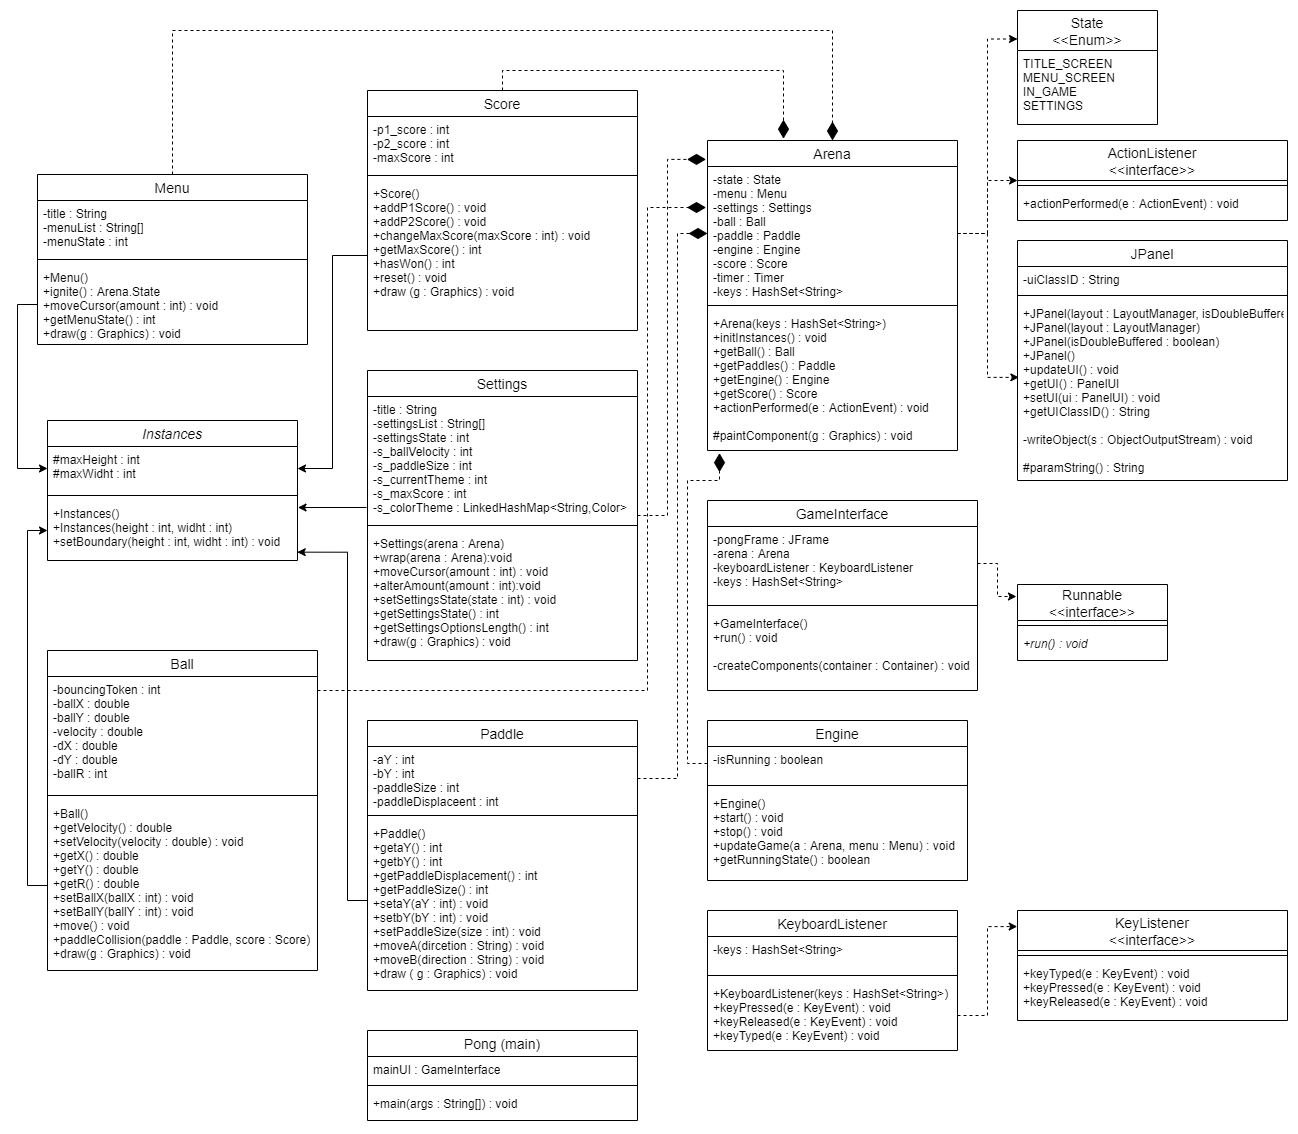 State
<<Enum>>
TITLE_SCREEN
MENU_SCREEN
IN_GAME
SETTINGS
Score
-p1_score : int
-p2_score : int
-maxScore : int
+Score()
+addP1Score() : void
+addP2Score() : void
+changeMaxScore(maxScore : int) : void
+getMaxScore() : int
+hasWon() : int
+reset() : void
+draw (g : Graphics) : void
Arena
-state : State
-menu : Menu
-settings : Settings
-ball : Ball
-paddle : Paddle
-engine : Engine
-score : Score
-timer : Timer
-keys : HashSet<String>
+Arena(keys : HashSet<String>)
+initInstances() : void
+getBall() : Ball
+getPaddles() : Paddle
+getEngine() : Engine
+getScore() : Score
+actionPerformed(e : ActionEvent) : void
#paintComponent(g : Graphics) : void
ActionListener
<<interface>>
+actionPerformed(e : ActionEvent) : void
Menu
-title : String
-menuList : String[]
-menuState : int
+Menu()
+ignite() : Arena.State
+moveCursor(amount : int) : void
+getMenuState() : int
+draw(g : Graphics) : void
JPanel
-uiClassID : String
+JPanel(layout : LayoutManager, isDoubleBuffere
+JPanel(layout : LayoutManager)
+JPanel(isDoubleBuffered : boolean)
+JPanel()
+updateUI() : void
+getUI() : PanelUI
+setUI(ui : PanelUI) : void
+getUIClassID() : String
-writeObject(s : ObjectOutputStream) : void
#paramString() : String
Settings
-title : String
-settingsList : String[]
-settingsState : int
-s_ballVelocity : int
-s_paddleSize : int
-s_currentTheme : int
-s_maxScore : int
-s_colorTheme : LinkedHashMap<String,Color>
+Settings(arena : Arena)
+wrap(arena : Arena):void
+moveCursor(amount : int) : void
+alterAmount(amount : int):void
+setSettingsState(state : int) : void
+getSettingsState() : int
+getSettingsOptionsLength() : int
+draw(g : Graphics) : void
Instances
#maxHeight : int
#maxWidht : int
+Instances()
+Instances(height : int, widht : int)
+setBoundary(height : int, widht : int) : void
GameInterface
-pongFrame : JFrame
-arena : Arena
-keyboardListener : KeyboardListener
-keys : HashSet<String>
+GameInterface()
+run() : void
-createComponents(container : Container) : void
Runnable
<<interface>>
+run() : void
Ball
-bouncingToken : int
-ballX : double
-ballY : double
-velocity : double
-dX : double
-dY : double
-ballR : int
+Ball()
+getVelocity() : double
+setVelocity(velocity : double) : void
+getX() : double
+getY() : double
+getR() : double
+setBallX(ballX : int) : void
+setBallY(ballY : int) : void
+move() : void
+paddleCollision(paddle : Paddle, score : Score)
+draw(g : Graphics) : void
Paddle
-aY : int
-bY : int
-paddleSize : int
-paddleDisplaceent : int
+Paddle()
+getaY() : int
+getbY() : int
+getPaddleDisplacement() : int
+getPaddleSize() : int
+setaY(aY : int) : void
+setbY(bY : int) : void
+setPaddleSize(size : int) : void
+moveA(dircetion : String) : void
+moveB(direction : String) : void
+draw ( g : Graphics) : void
Engine
-isRunning : boolean
+Engine()
+start() : void
+stop() : void
+updateGame(a : Arena, menu : Menu) : void
+getRunningState() : boolean
KeyboardListener
-keys : HashSet<String>
+KeyboardListener(keys : HashSet<String>)
+keyPressed(e : KeyEvent) : void
+keyReleased(e : KeyEvent) : void
+keyTyped(e : KeyEvent) : void
KeyListener
<<interface>>
+keyTyped(e : KeyEvent) : void
+keyPressed(e : KeyEvent) : void
+keyReleased(e : KeyEvent) : void
Pong (main)
mainUI : GameInterface
+main(args : String[]) : void